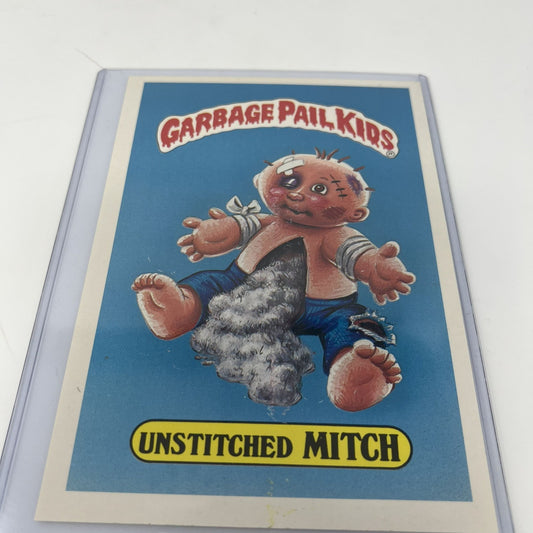 GARBAGE PAIL KIDS®
UNSTITCHED MITCH